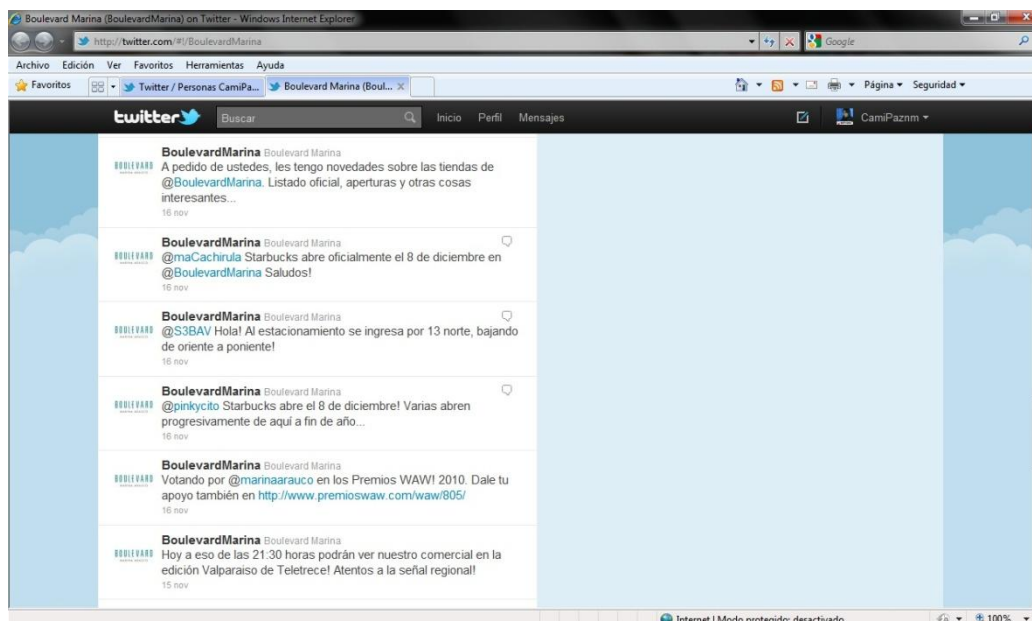 Boulevard Marina (BoulevardMarina) on Twitter - Windows Internet Explorer
http://twitter.com/#!/BoulevardMarina
Google
Archivo Edición Ver Favoritos Herramientas Ayuda
Favoritos Twitter / Personas CamiPa... Boulevard Marina (Boul... Página Seguridad
twitter Buscar Inicio Perfil Mensajes CamiPaznm
BoulevardMarina Boulevard Marina
BOULEVARD
A pedido de ustedes, les tengo novedades sobre las tiendas de
@BoulevardMarina. Listado oficial, aperturas y otras cosas
interesantes...
16 nov
BoulevardMarina Boulevard Marina
BOULEVARD
@maCachirula Starbucks abre oficialmente el 8 de diciembre en
@BoulevardMarina Saludos!
16 nov
BoulevardMarina Boulevard Marina
BOULEVARD
@S3BAV Hola! Al estacionamiento se ingresa por 13 norte, bajando
de oriente a poniente!
16 nov
BoulevardMarina Boulevard Marina
BOULEVARD
@pinkycito Starbucks abre el 8 de diciembre! Varias abren
progresivamente de aquí a fin de año...
16 nov
BoulevardMarina Boulevard Marina
BOULEVARD
Votando por @marinaarauco en los Premios WAW! 2010. Dale tu
apoyo también en http://www.premioswaw.com/waw/805/
16 nov
BoulevardMarina Boulevard Marina
BOULEVARD
Hoy a eso de las 21:30 horas podrán ver nuestro comercial en la
edición Valparaiso de Teletrece! Atentos a la señal regional!
15 nov
Internet | Modo protegido: desactivado 100%